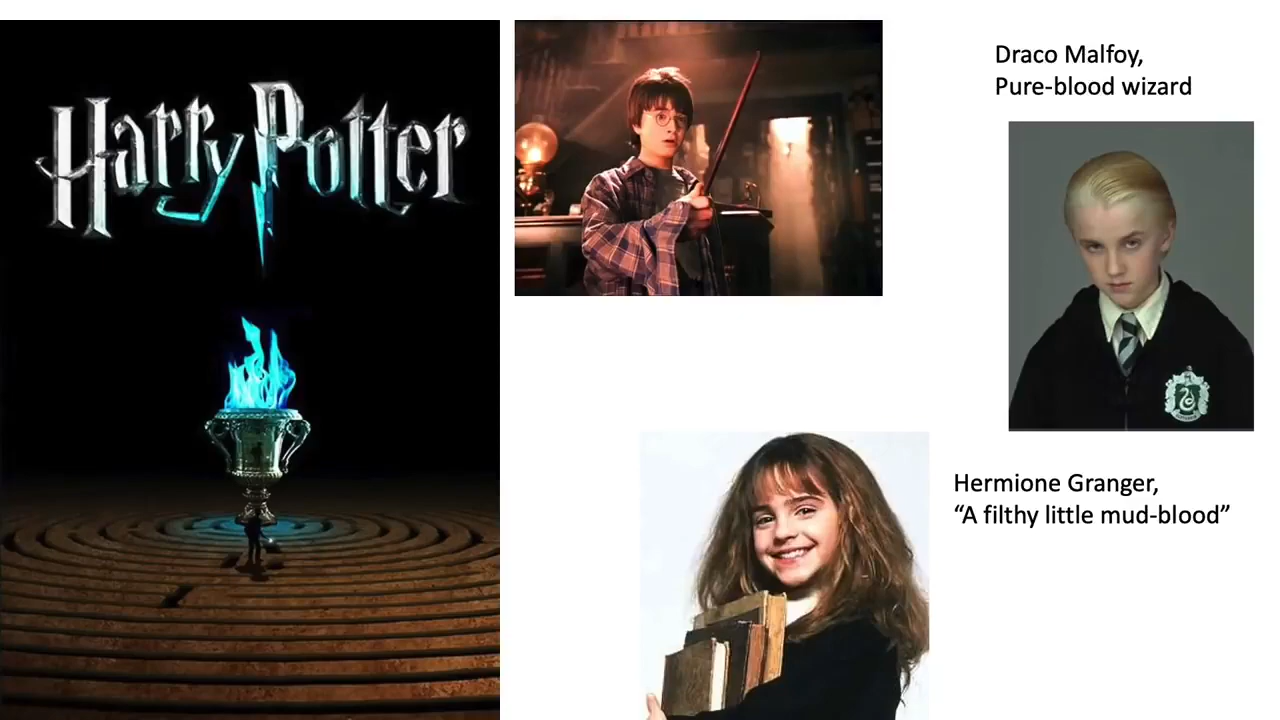 Harry Potter
Draco Malfoy,
Pure-blood wizard
Hermione Granger,
“A filthy little mud-blood”